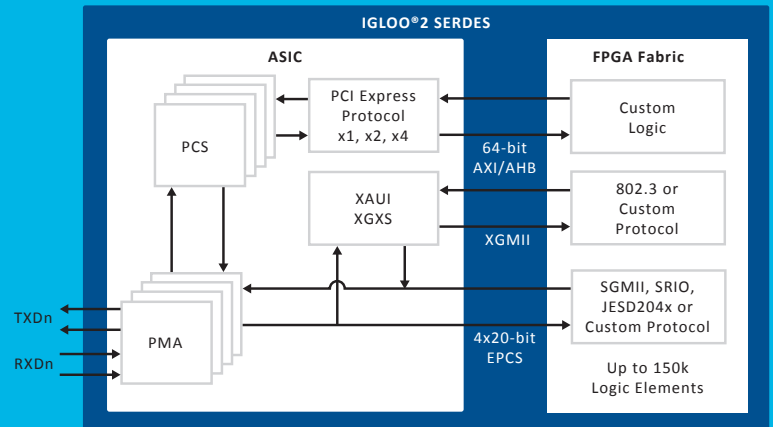 IGLOO®2 SERDES
ASIC
FPGA Fabric
PCS
PCI Express
Protocol
x1, x2, x4
Custom
Logic
64-bit
AXI/AHB
XAUI
XGXS
802.3 or
Custom
Protocol
XGMII
TXDn
RXDn
PMA
SGMII, SRIO,
JESD204x or
Custom Protocol
4x20-bit
EPCS
Up to 150k
Logic Elements